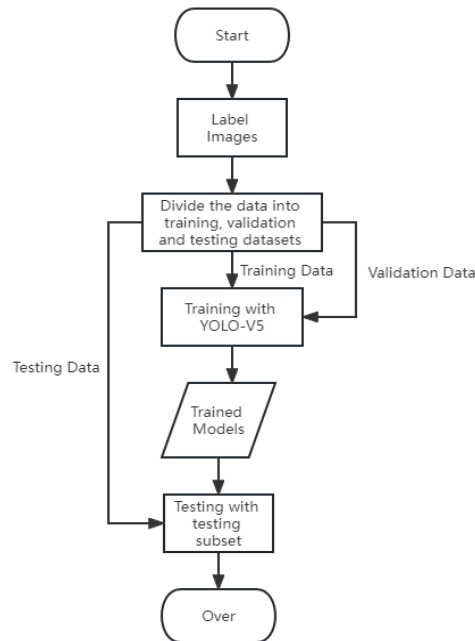 Start
Label
Images
Divide the data into
training, validation
and testing datasets
Training Data
Validation Data
Training with
YOLO-V5
Testing Data
Trained
Models
Testing with
testing
subset
Over